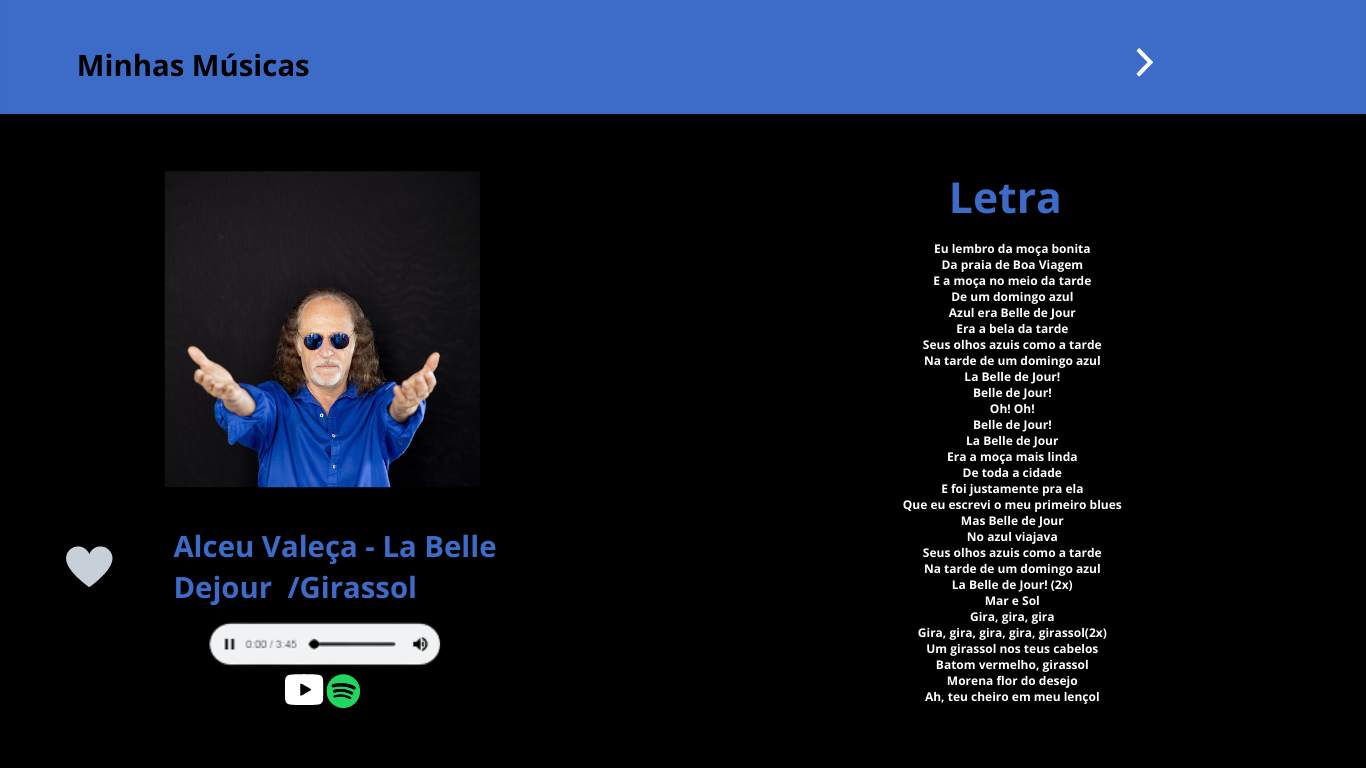 Minhas Músicas
Alceu Valeça - La Belle
Dejour  /Girassol
0:00 / 3:45
Letra
Eu lembro da moça bonita
Da praia de Boa Viagem
E a moça no meio da tarde
De um domingo azul
Azul era Belle de Jour
Era a bela da tarde
Seus olhos azuis como a tarde
Na tarde de um domingo azul
La Belle de Jour!
Belle de Jour!
Oh! Oh!
Belle de Jour!
La Belle de Jour
Era a moça mais linda
De toda a cidade
E foi justamente pra ela
Que eu escrevi o meu primeiro blues
Mas Belle de Jour
No azul viajava
Seus olhos azuis como a tarde
Na tarde de um domingo azul
La Belle de Jour! (2x)
Mar e Sol
Gira, gira, gira
Gira, gira, gira, gira, girassol(2x)
Um girassol nos teus cabelos
Batom vermelho, girassol
Morena flor do desejo
Ah, teu cheiro em meu lençol